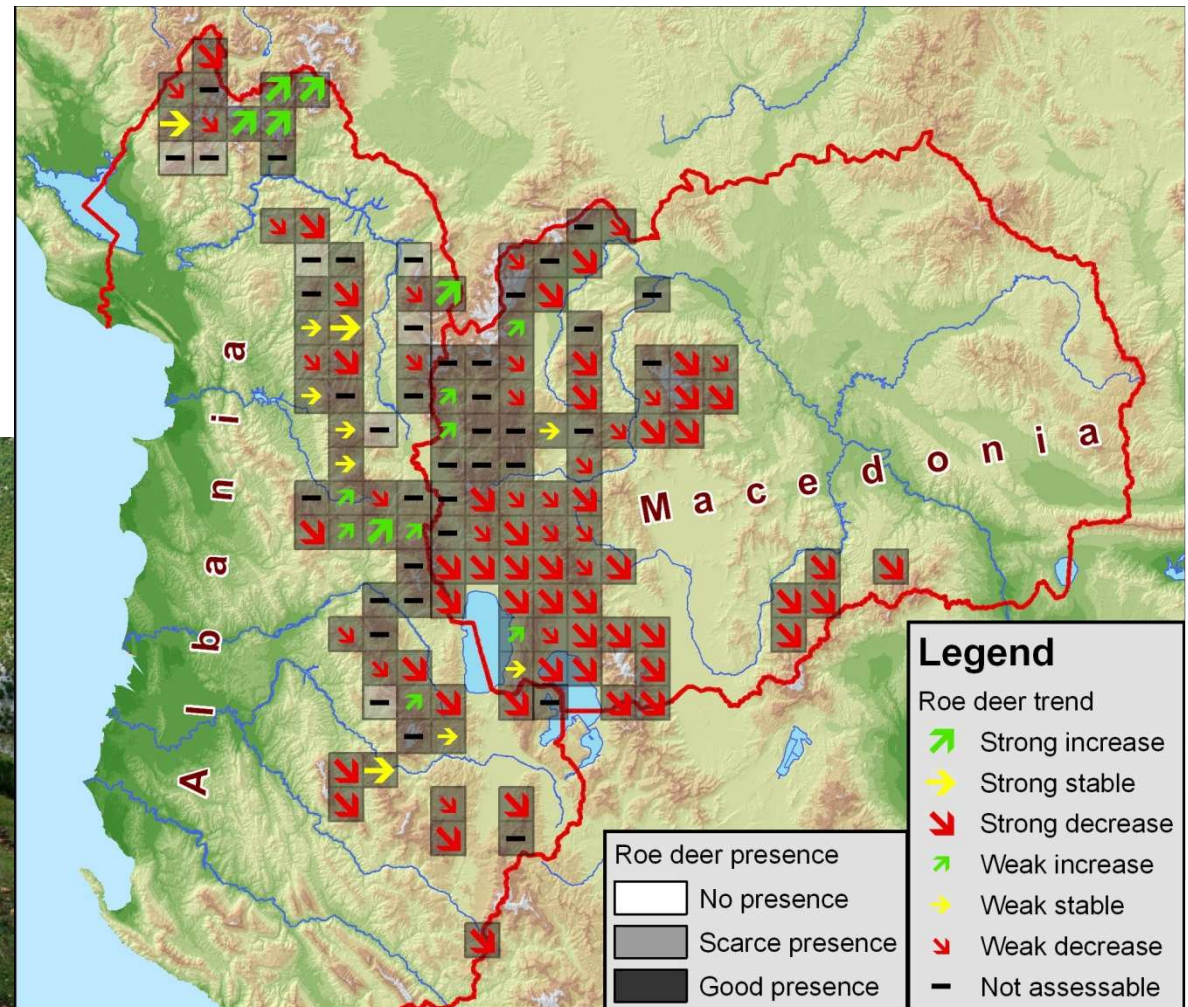 Albania
Macedonia
Legend
Roe deer trend
Strong increase
Strong stable
Strong decrease
Weak increase
Weak stable
Weak decrease
Not assessable
Roe deer presence
No presence
Scarce presence
Good presence